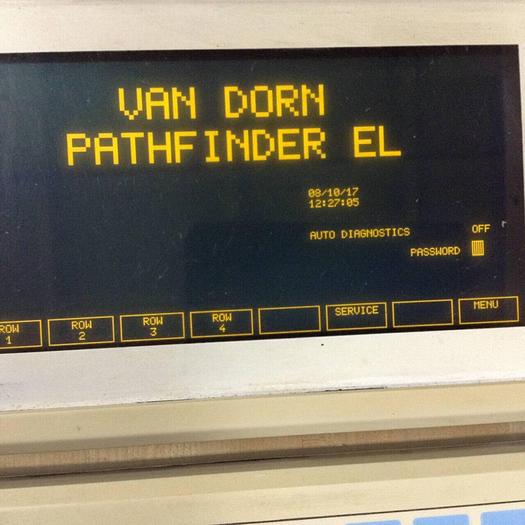 VAN DORN
PATHFINDER EL
08/10/17
12:27:05
AUTO DIAGNOSTICS OFF
PASSWORD
ROW ROW ROW ROW SERVICE MENU
1 2 3 4